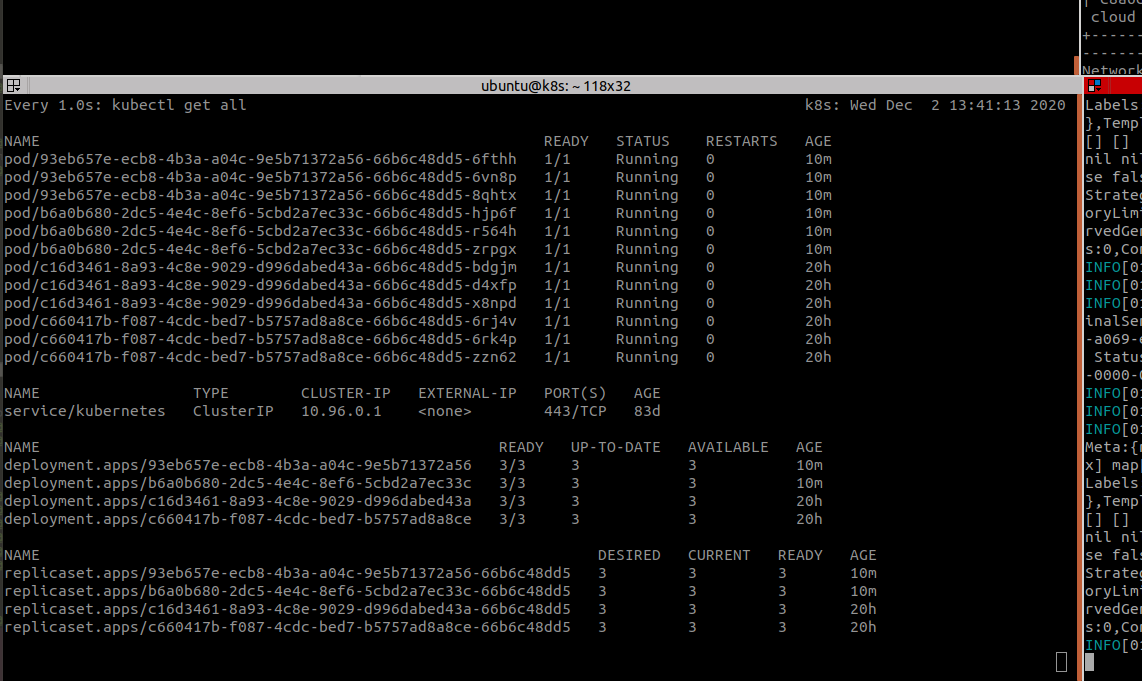 cloud
+------
-------
Network
ubuntu@k8s: ~ 118x32
Every 1.0s: kubectl get all k8s: Wed Dec  2 13:41:13 2020
NAME READY STATUS RESTARTS AGE
pod/93eb657e-ecb8-4b3a-a04c-9e5b71372a56-66b6c48dd5-6fthh 1/1 Running 0 10m
pod/93eb657e-ecb8-4b3a-a04c-9e5b71372a56-66b6c48dd5-6vn8p 1/1 Running 0 10m
pod/93eb657e-ecb8-4b3a-a04c-9e5b71372a56-66b6c48dd5-8qhtx 1/1 Running 0 10m
pod/b6a0b680-2dc5-4e4c-8ef6-5cbd2a7ec33c-66b6c48dd5-hjp6f 1/1 Running 0 10m
pod/b6a0b680-2dc5-4e4c-8ef6-5cbd2a7ec33c-66b6c48dd5-r564h 1/1 Running 0 10m
pod/b6a0b680-2dc5-4e4c-8ef6-5cbd2a7ec33c-66b6c48dd5-zrpgx 1/1 Running 0 10m
pod/c16d3461-8a93-4c8e-9029-d996dabed43a-66b6c48dd5-bdgjm 1/1 Running 0 20h
pod/c16d3461-8a93-4c8e-9029-d996dabed43a-66b6c48dd5-d4xfp 1/1 Running 0 20h
pod/c16d3461-8a93-4c8e-9029-d996dabed43a-66b6c48dd5-x8npd 1/1 Running 0 20h
pod/c660417b-f087-4cdc-bed7-b5757ad8a8ce-66b6c48dd5-6rj4v 1/1 Running 0 20h
pod/c660417b-f087-4cdc-bed7-b5757ad8a8ce-66b6c48dd5-6rk4p 1/1 Running 0 20h
pod/c660417b-f087-4cdc-bed7-b5757ad8a8ce-66b6c48dd5-zzn62 1/1 Running 0 20h
NAME TYPE CLUSTER-IP EXTERNAL-IP PORT(S) AGE
service/kubernetes ClusterIP 10.96.0.1 <none> 443/TCP 83d
NAME READY UP-TO-DATE AVAILABLE AGE
deployment.apps/93eb657e-ecb8-4b3a-a04c-9e5b71372a56 3/3 3 3 10m
deployment.apps/b6a0b680-2dc5-4e4c-8ef6-5cbd2a7ec33c 3/3 3 3 10m
deployment.apps/c16d3461-8a93-4c8e-9029-d996dabed43a 3/3 3 3 20h
deployment.apps/c660417b-f087-4cdc-bed7-b5757ad8a8ce 3/3 3 3 20h
NAME DESIRED CURRENT READY AGE
replicaset.apps/93eb657e-ecb8-4b3a-a04c-9e5b71372a56-66b6c48dd5 3 3 3 10m
replicaset.apps/b6a0b680-2dc5-4e4c-8ef6-5cbd2a7ec33c-66b6c48dd5 3 3 3 10m
replicaset.apps/c16d3461-8a93-4c8e-9029-d996dabed43a-66b6c48dd5 3 3 3 20h
replicaset.apps/c660417b-f087-4cdc-bed7-b5757ad8a8ce-66b6c48dd5 3 3 3 20h
Labels
},Templ
[] []
nil nil
se fals
Strateg
oryLimi
rvedGen
s:0,Con
INFO[01
INFO[01
INFO[01
inalSer
-a069-e
Status
-0000-0
INFO[01
INFO[01
INFO[01
Meta:{n
x] map[
Labels
},Templ
[] []
nil nil
se fals
Strateg
oryLimi
rvedGen
s:0,Con
INFO[01